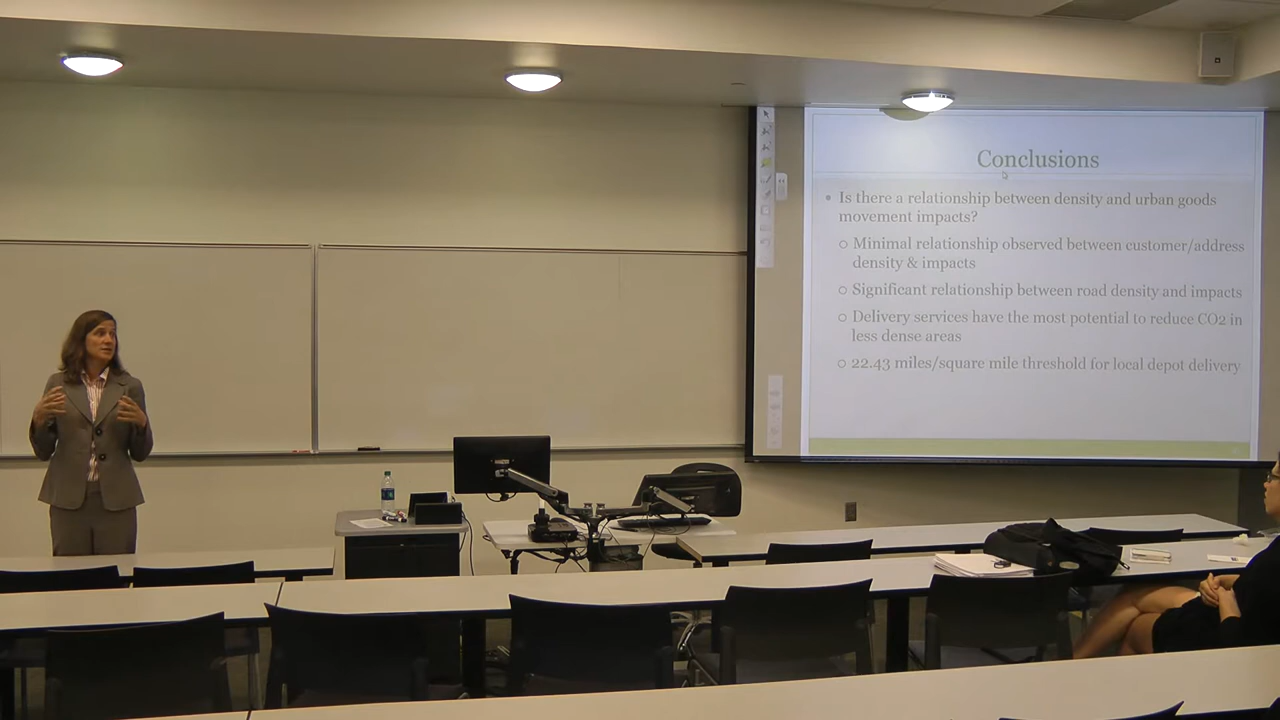 Conclusions
Is there a relationship between density and urban goods
movement impacts?
Minimal relationship observed between customer/address
density & impacts
Significant relationship between road density and impacts
Delivery services have the most potential to reduce CO2 in
less dense areas
22.43 miles/square mile threshold for local depot delivery